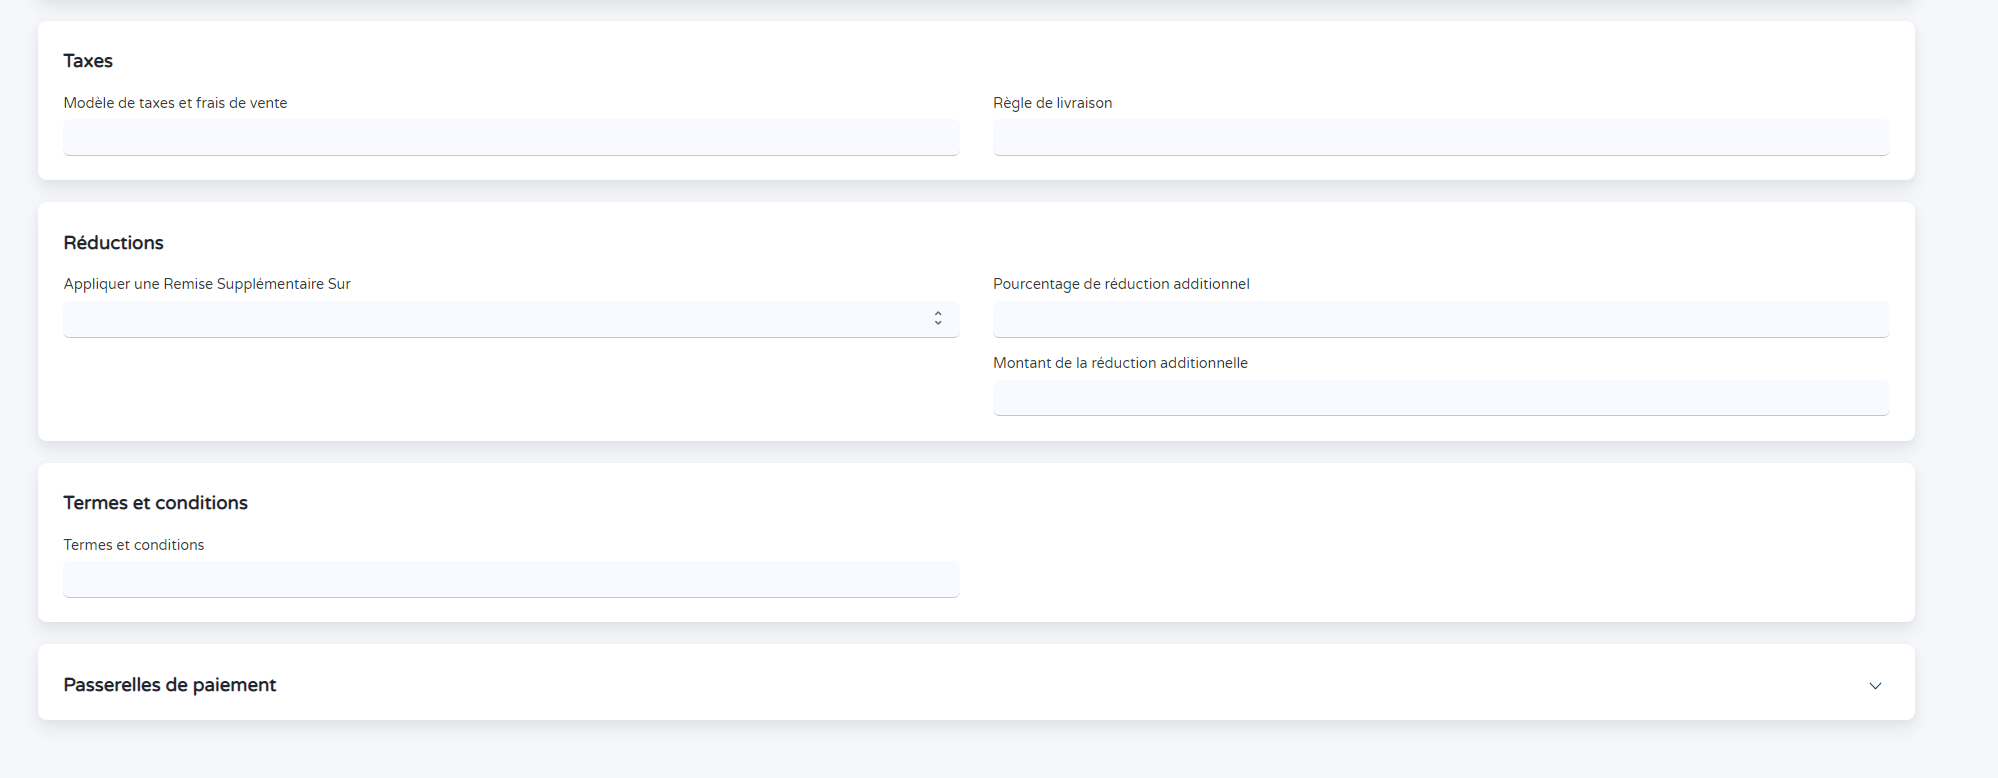 Taxes
Modèle de taxes et frais de vente
Règle de livraison
Réductions
Appliquer une Remise Supplémentaire Sur
Pourcentage de réduction additionnel
Montant de la réduction additionnelle
Termes et conditions
Termes et conditions
Passerelles de paiement